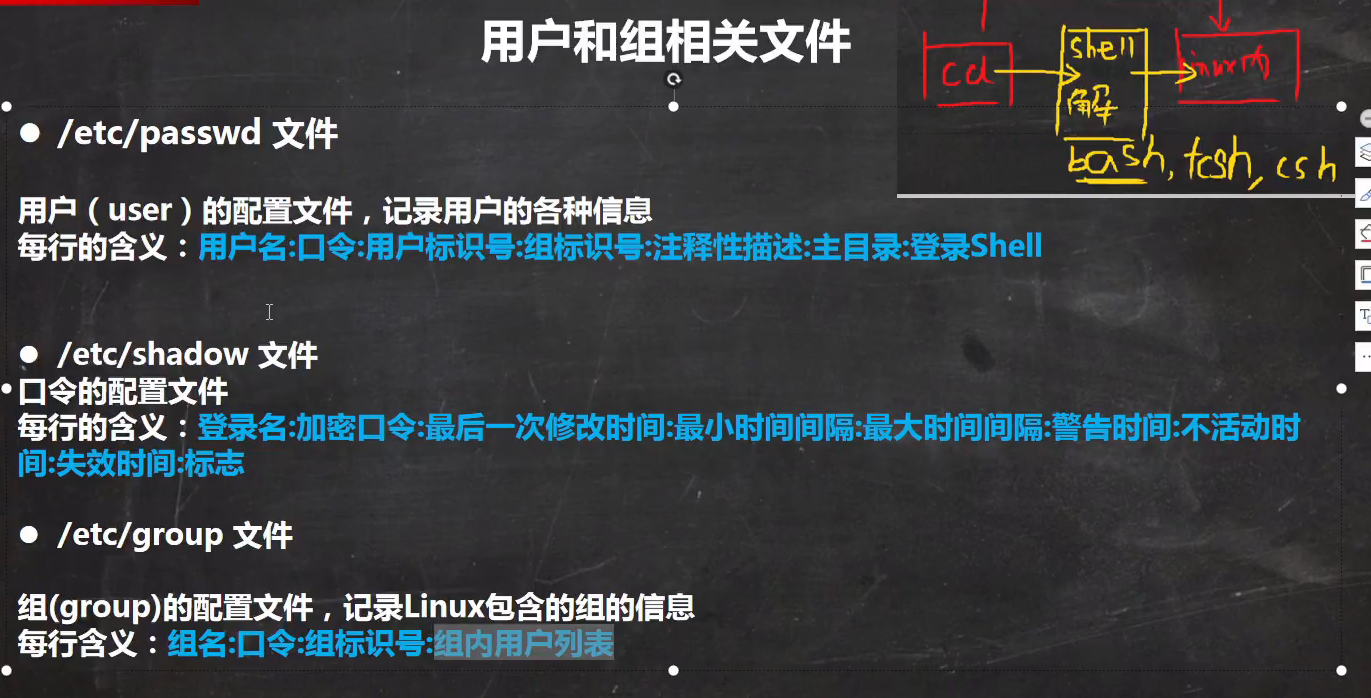 用户和组相关文件
cd
shell
解
linux内
bash, tcsh, csh
● /etc/passwd 文件
用户（user）的配置文件，记录用户的各种信息
每行的含义：用户名:口令:用户标识号:组标识号:注释性描述:主目录:登录Shell
● /etc/shadow 文件
口令的配置文件
每行的含义：登录名:加密口令:最后一次修改时间:最小时间间隔:最大时间间隔:警告时间:不活动时
间:失效时间:标志
● /etc/group 文件
组(group)的配置文件，记录Linux包含的组的信息
每行含义：组名:口令:组标识号:组内用户列表